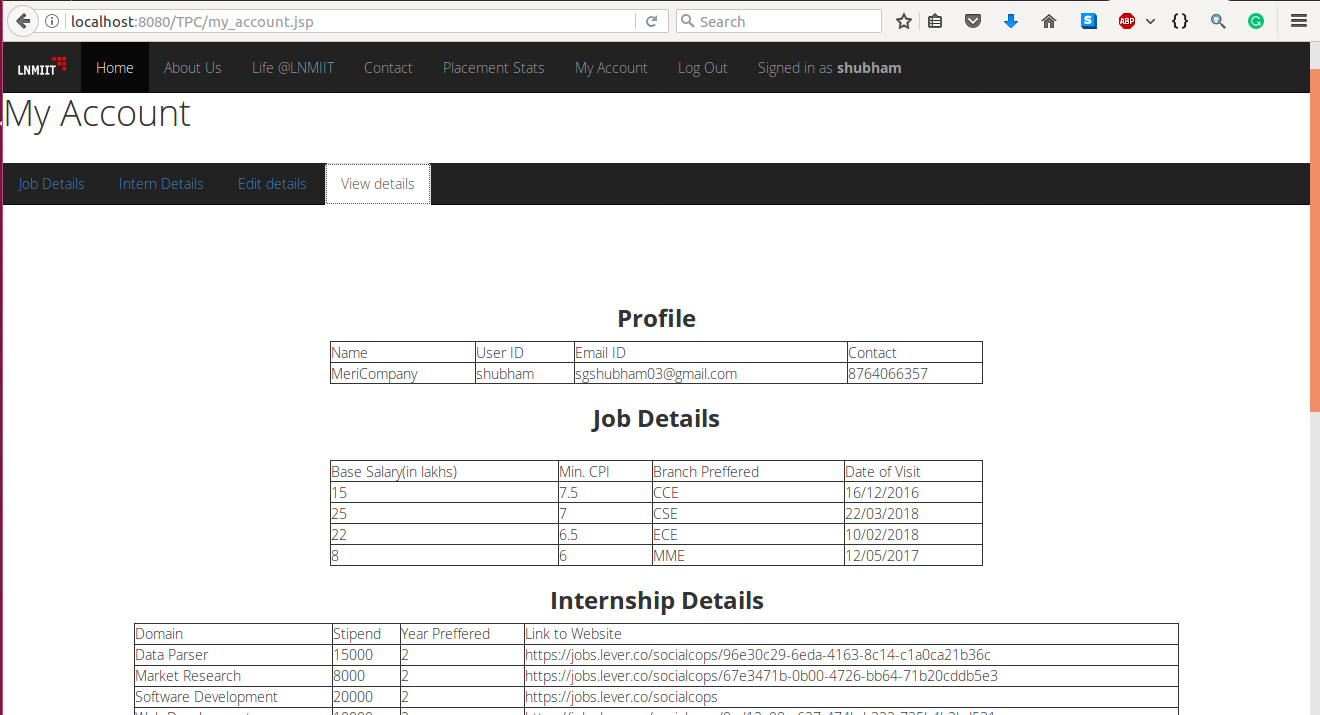 localhost:8080/TPC/my_account.jsp Search ABP
LNMIIT Home About Us Life @LNMIIT Contact Placement Stats My Account Log Out Signed in as shubham
My Account
Job Details Intern Details Edit details View details
Profile
Name User ID Email ID Contact
MeriCompany shubham sgshubham03@gmail.com 8764066357
Job Details
Base Salary(in lakhs) Min. CPI Branch Preffered Date of Visit
15 7.5 CCE 16/12/2016
25 7 CSE 22/03/2018
22 6.5 ECE 10/02/2018
8 6 MME 12/05/2017
Internship Details
Domain Stipend Year Preffered Link to Website
Data Parser 15000 2 https://jobs.lever.co/socialcops/96e30c29-6eda-4163-8c14-c1a0ca21b36c
Market Research 8000 2 https://jobs.lever.co/socialcops/67e3471b-0b00-4726-bb64-71b20cddb5e3
Software Development 20000 2 https://jobs.lever.co/socialcops